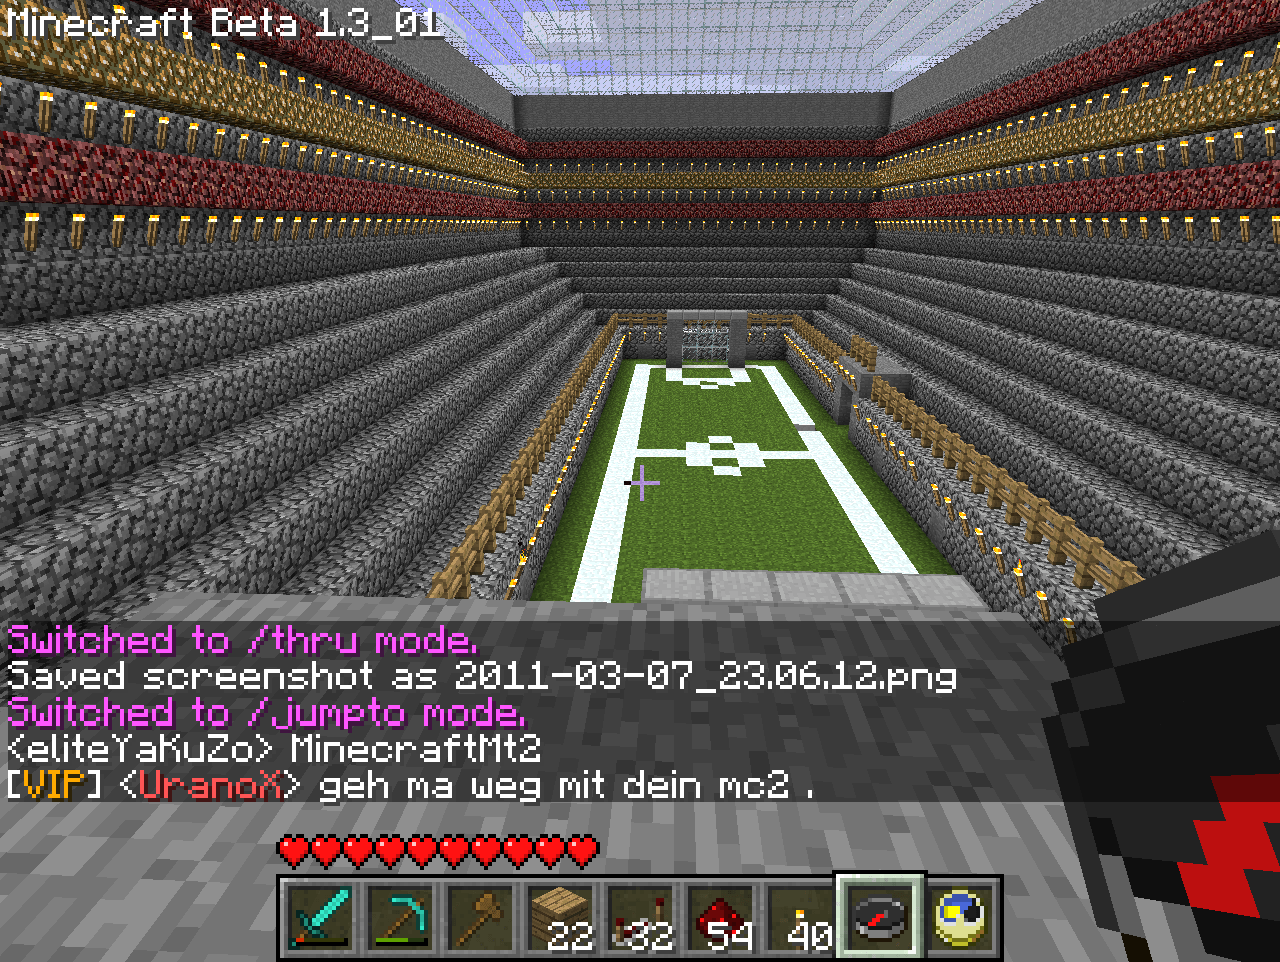 Minecraft Beta 1.3_01
Switched to /thru mode.
Saved screenshot as 2011-03-07_23.06.12.png
Switched to /jumpto mode.
<eliteYaKuZo> MinecraftMt2
[VIP] <UranoX> geh ma weg mit dein mc2 .
22 32 54 40